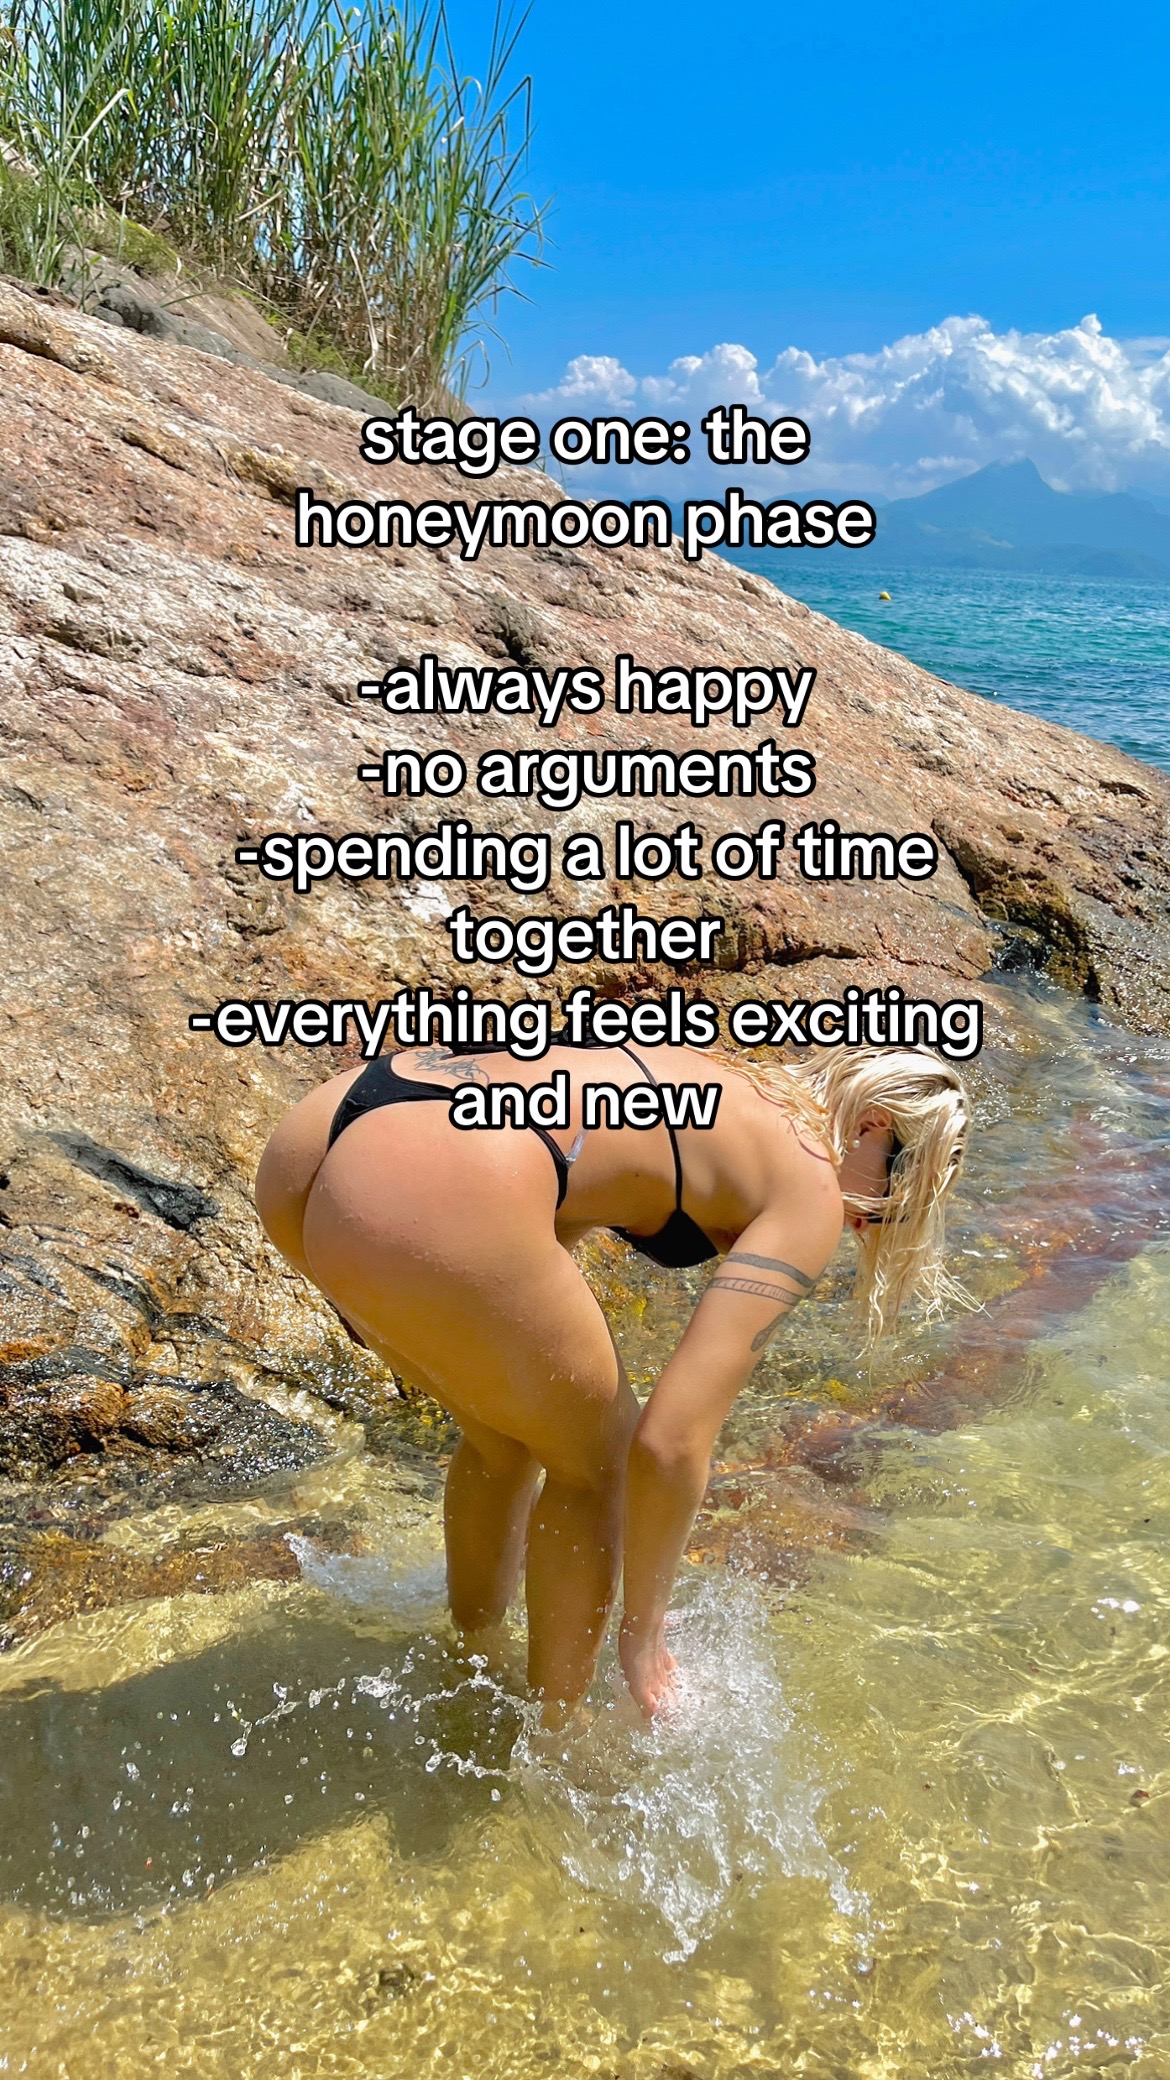 stage one: the
honeymoon phase
-always happy
-no arguments
-spending a lot of time
together
-everything feels exciting
and new